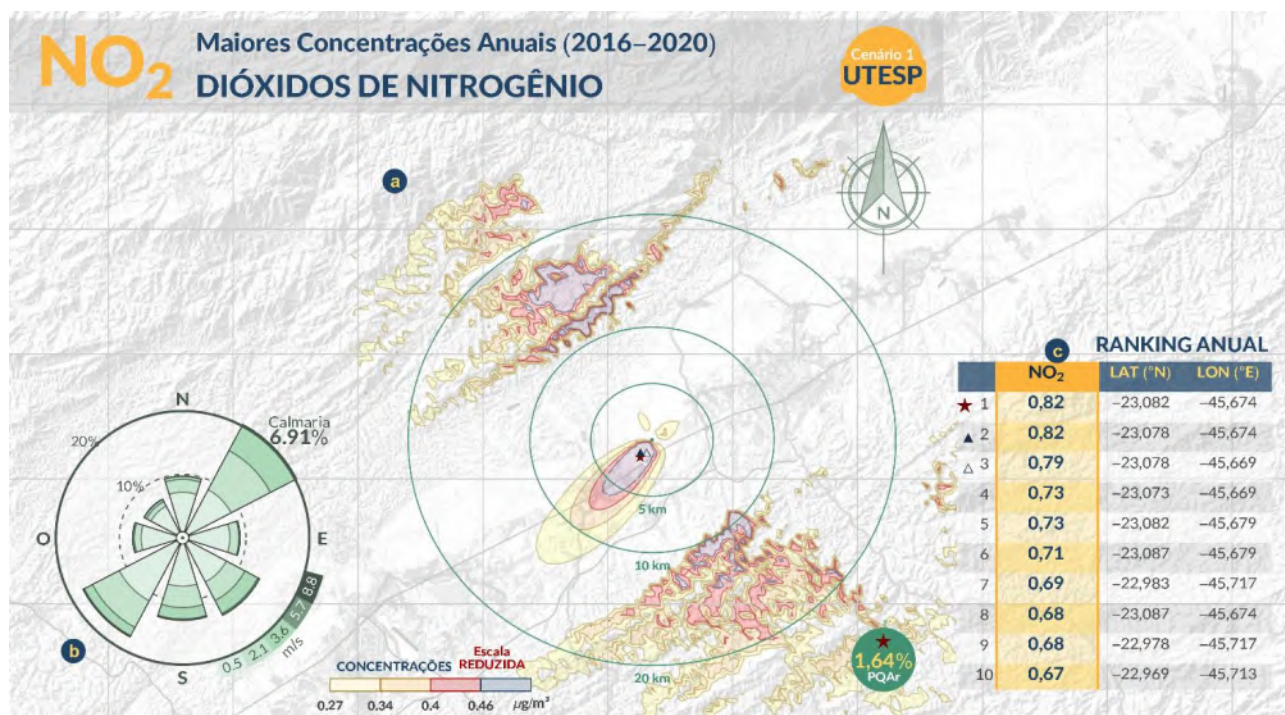 NO₂
Maiores Concentrações Anuais (2016–2020)
DIÓXIDOS DE NITROGÊNIO
Cenário 1
UTESP
a
N
5 km
10 km
20 km
N
E
S
O
20%
10%
Calmaria
6.91%
0.5 2.1 3.6 5.7 8.8
m/s
b
CONCENTRAÇÕES
Escala
REDUZIDA
0.27 0.34 0.4 0.46 µg/m³
1,64%
PQAr
c
RANKING ANUAL
NO₂ LAT (°N) LON (°E)
1 0,82 –23,082 –45,674
2 0,82 –23,078 –45,674
3 0,79 –23,078 –45,669
4 0,73 –23,073 –45,669
5 0,73 –23,082 –45,679
6 0,71 –23,087 –45,679
7 0,69 –22,983 –45,717
8 0,68 –23,087 –45,674
9 0,68 –22,978 –45,717
10 0,67 –22,969 –45,713